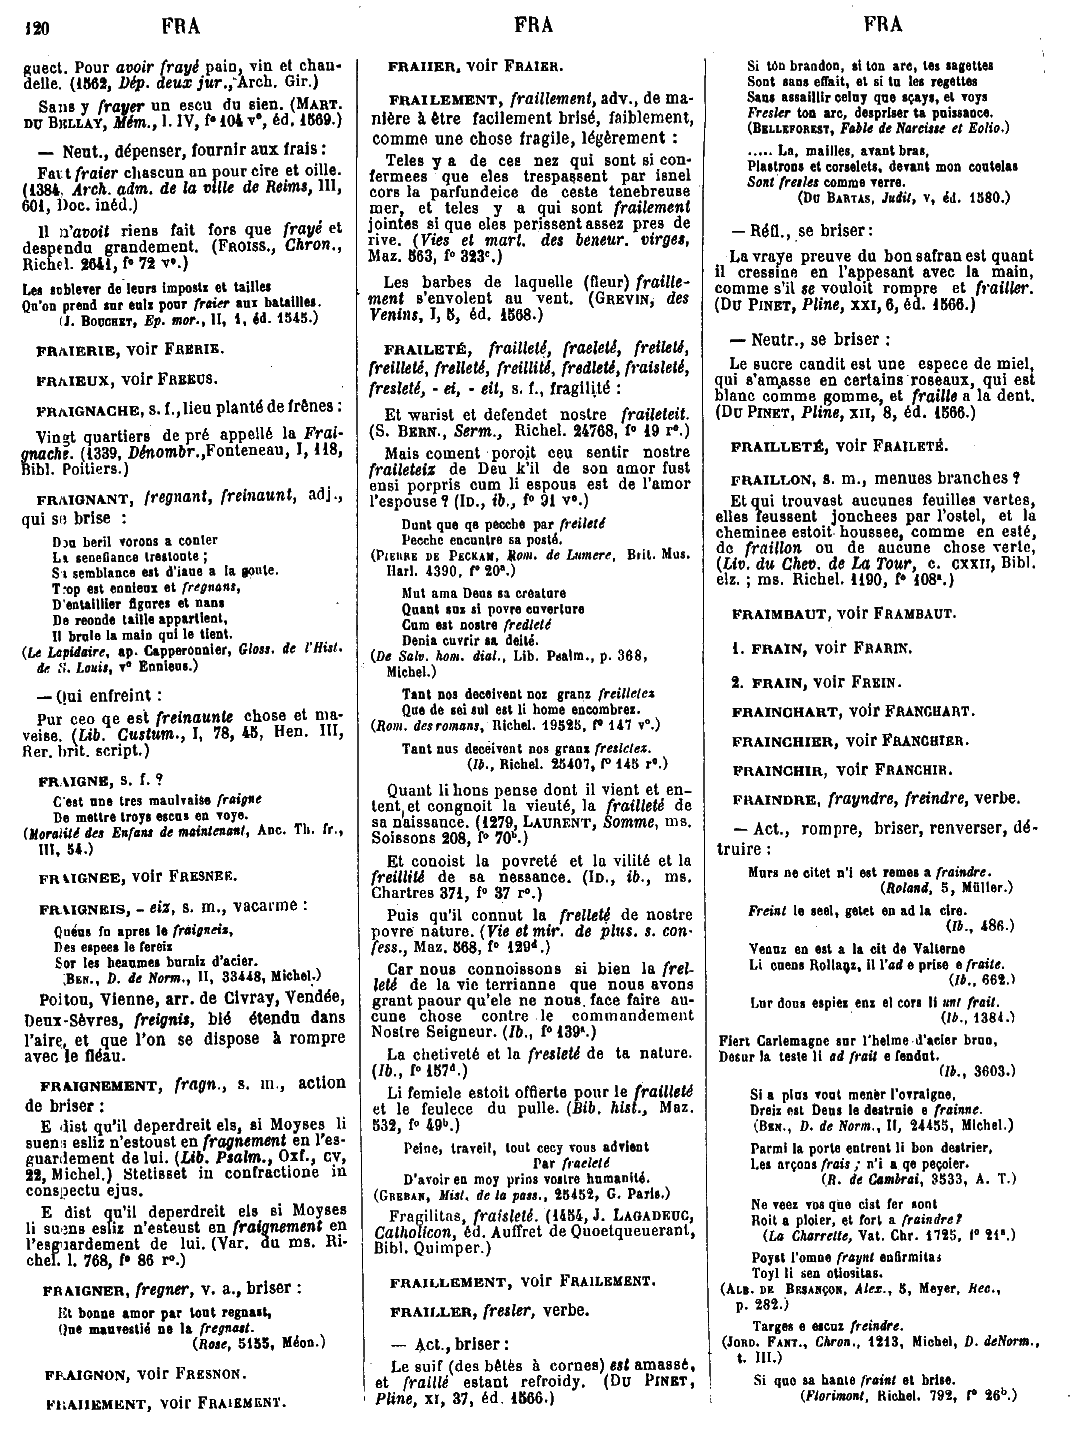 120 FRA FRA FRA
guect. Pour avoir frayé pain, vin et chan-
delle. (1562, Dép. deux jur., Arch. Gir.)
Sans y frayer un escu du sien. (MART.
DU BELLAY, Mém., l. IV, f° 104 v°, éd. 1569.)
— Neut., dépenser, fournir aux frais :
Fait fraier chascun an pour cire et oille.
(1384, Arch. adm. de la ville de Reims, III,
601, Doc. inéd.)
Il n'avoit riens fait fors que frayé et
despendu grandement. (FROISS., Chron.,
Richel. 2641, f° 72 v°.)
Les soblever de leurs impostz et tailles
Qu'on prend sur eulz pour fraier aux batailles.
(J. BOUCHET, Ep. mor., II, 1, éd. 1545.)
FRAIERIE, voir FRERIE.
FRAIEUX, voir FREEUS.
FRAIGNACHE, s. f., lieu planté de frênes :
Vingt quartiers de pré appellé la Frai-
gnache. (1339, Dénombr., Fonteneau, I, 118,
Bibl. Poitiers.)
FRAIGNANT, fregnant, freinaunt, adj.,
qui se brise :
Dou beril vorons a conter
La senefiance trestoute ;
Sa semblance est d'iaue a la goute.
Trop est ennieux et fregnans,
D'entaillier figures et nans
De reonde taille appartient,
Il brule la main qui le tient.
(Le Lapidaire, ap. Capperonnier, Gloss. de l'Hist.
de S. Louis, v° Ennieus.)
— Qui enfreint :
Pur ceo qe est freinaunte chose et ma-
veise. (Lib. Custum., I, 78, 45, Hen. III,
Rer. brit. script.)
FRAIGNE, s. f. ?
C'est une tres maulvaise fraigne
De mettre troys escus en voye.
(Moralité des Enfans de maintenant, Anc. Th. fr.,
III, 54.)
FRAIGNEE, voir FRESNEE.
FRAIGNEIS, - eiz, s. m., vacarme :
Quéns fu apres le fraigneis,
Des espees le fereiz
Sor les heaumes burniz d'acier.
(BEN., D. de Norm., II, 33448, Michel.)
Poitou, Vienne, arr. de Civray, Vendée,
Deux-Sèvres, freignis, blé étendu dans
l'aire, et que l'on se dispose à rompre
avec le fléau.
FRAIGNEMENT, fragn., s. m., action
de briser :
E dist qu'il deperdreit els, si Moyses li
suens esliz n'estoust en fragnement en l'es-
guardement de lui. (Lib. Psalm., Oxf., CV,
22, Michel.) Stetisset in confractione in
conspectu ejus.
E dist qu'il deperdreit els si Moyses
li suens esliz n'esteust en fraignement en
l'esguardement de lui. (Var. du ms. Ri-
chel. l. 768, f° 86 r°.)
FRAIGNER, fregner, v. a., briser :
Et bonne amor par tout regnast,
Que mauvestié ne la fregnast.
(Rose, 5155, Méon.)
FRAIGNON, voir FRESNON.
FRAIIEMENT, voir FRAIEMENT.
FRAIIER, voir FRAIER.
FRAILEMENT, fraillement, adv., de ma-
nière à être facilement brisé, faiblement,
comme une chose fragile, légèrement :
Teles y a de ces nez qui sont si con-
fermees que eles trespassent par isnel
cors la parfundeice de ceste tenebreuse
mer, et teles y a qui sont frailement
jointes si que eles perissent assez pres de
rive. (Vies et mart. des beneur. virges,
Maz. 563, f° 323ᶜ.)
Les barbes de laquelle (fleur) fraille-
ment s'envolent au vent. (GREVIN, des
Venins, I, 5, éd. 1568.)
FRAILETÉ, frailleté, fraeleté, freileté,
freilleté, frelleté, freillité, fredleté, fraisleté,
fresleté, - ei, - eit, s. f., fragilité :
Et warist et defendet nostre fraileteit.
(S. BERN., Serm., Richel. 24768, f° 19 r°.)
Mais coment poroit ceu sentir nostre
fraileteiz de Deu k'il de son amor fust
ensi porpris cum li espous est de l'amor
l'espouse ? (ID., ib., f° 91 v°.)
Dunt que qe pecche par freileté
Pecche encuntre sa posté.
(PIERRE DE PECKAM, Rom. de Lumere, Brit. Mus.
Harl. 4390, f° 20ᵃ.)
Mut ama Deus sa creature
Quant sus si povre cuverture
Cum est nostre fredleté
Denia cuvrir sa deité.
(De Salv. hom. dial., Lib. Psalm., p. 368,
Michel.)
Tant nos deceivent noz granz freilletez
Que de sei sul est li home encombrez.
(Rom. des romans, Richel. 19525, f° 147 v°.)
Tant nus deceivent nos granz fresletez.
(Ib., Richel. 25407, f° 145 r°.)
Quant li hons pense dont il vient et en-
tent, et congnoit la vieuté, la frailleté de
sa naissance. (1279, LAURENT, Somme, ms.
Soissons 208, f° 70ᵇ.)
Et conoist la povreté et la vilité et la
freillité de sa nessance. (ID., ib., ms.
Chartres 371, f° 37 r°.)
Puis qu'il connut la frelleté de nostre
povre nature. (Vie et mir. de plus. s. con-
fess., Maz. 568, f° 129ᵈ.)
Car nous connoissons si bien la frel-
leté de la vie terrianne que nous avons
grant paour qu'ele ne nous face faire au-
cune chose contre le commandement
Nostre Seigneur. (Ib., f° 139ᵃ.)
La chetiveté et la fresleté de ta nature.
(Ib., f° 157ᵈ.)
Li femiele estoit offierte pour le frailleté
et le feulece du pulle. (Bib. hist., Maz.
532, f° 49ᵇ.)
Peine, traveil, tout cecy vous advient
Par fraeleté
D'avoir en moy prins vostre humanité.
(GREBAN, Mist. de la pass., 25452, G. Paris.)
Fragilitas, fraisleté. (1454, J. LAGADEUC,
Catholicon, éd. Auffret de Quoetqueuerant,
Bibl. Quimper.)
FRAILLEMENT, voir FRAILEMENT.
FRAILLER, fresler, verbe.
— Act., briser :
Le suif (des bêtes à cornes) est amassé,
et fraillé estant refroidy. (DU PINET,
Pline, XI, 37, éd. 1566.)
Si ton brandon, si ton arc, tes sagettes
Sont sans effait, et si tu les regettes
Sans assaillir celuy que sçays, et voys
Fresler ton arc, despriser ta puissance.
(BELLEFOREST, Fable de Narcisse et Eolio.)
..... La, mailles, avant bras,
Plastrons et corselets, devant mon coutelas
Sont fresles comme verre.
(DU BARTAS, Judit, V, éd. 1580.)
— Réfl., se briser :
La vraye preuve du bon safran est quant
il cressine en l'appesant avec la main,
comme s'il se vouloit rompre et frailler.
(DU PINET, Pline, XXI, 6, éd. 1566.)
— Neutr., se briser :
Le sucre candit est une espece de miel,
qui s'amasse en certains roseaux, qui est
blanc comme gomme, et fraille a la dent.
(DU PINET, Pline, XII, 8, éd. 1566.)
FRAILLETÉ, voir FRAILETÉ.
FRAILLON, s. m., menues branches ?
Et qui trouvast aucunes feuilles vertes,
elles feussent jonchees par l'ostel, et la
cheminee estoit houssee, comme en esté,
de fraillon ou de aucune chose verte,
(Liv. du Chev. de La Tour, c. CXXII, Bibl.
elz. ; ms. Richel. 1190, f° 108ᵃ.)
FRAIMBAUT, voir FRAMBAUT.
1. FRAIN, voir FRARIN.
2. FRAIN, voir FREIN.
FRAINCHART, voir FRANCHART.
FRAINCHIER, voir FRANCHIER.
FRAINCHIR, voir FRANCHIR.
FRAINDRE, frayndre, freindre, verbe.
— Act., rompre, briser, renverser, dé-
truire :
Murs ne citet n'i est remes a fraindre.
(Roland, 5, Müller.)
Freint le seel, getet en ad la cire.
(Ib., 486.)
Venuz en est a la cit de Valterne
Li cuens Rollanz, il l'ad e prise e fraite.
(Ib., 662.)
Lur dous espiez enz el cors li unt frait.
(Ib., 1384.)
Fiert Carlemagne sur l'helme d'acier brun,
Desur la teste li ad frait e fendut.
(Ib., 3603.)
Si a plus vout mener l'ovraigne,
Dreiz est Deus le destruie e frainne.
(BEN., D. de Norm., II, 24455, Michel.)
Parmi la porte entrent li bon destrier,
Les arçons frais ; n'i a qe peçoier.
(R. de Cambrai, 3533, A. T.)
Ne veez vos que cist fer sont
Roit a ploier, et fort a fraindre ?
(La Charrette, Vat. Chr. 1725, f° 21ᵃ.)
Poyst l'omne fraynt enfirmitas
Toyl li sen otiositas.
(ALB. DE BESANÇON, Alex., 5, Meyer, Rec.,
p. 282.)
Targes e escuz freindre.
(JORD. FANT., Chron., 1213, Michel, D. de Norm.,
t. III.)
Si que sa hante fraint et brise.
(Florimont, Richel. 792, f° 26ᵇ.)